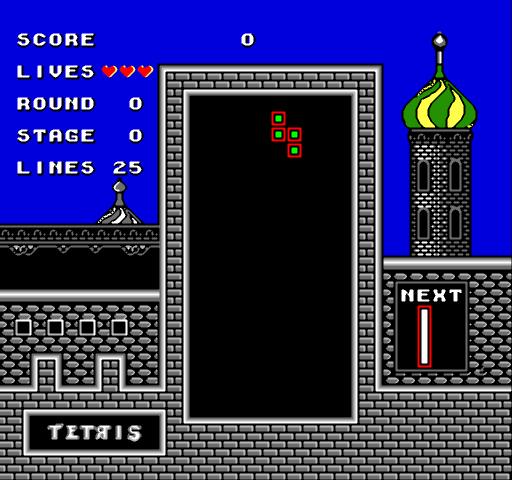 SCORE 0
LIVES
ROUND 0
STAGE 0
LINES 25
NEXT
TETRIS